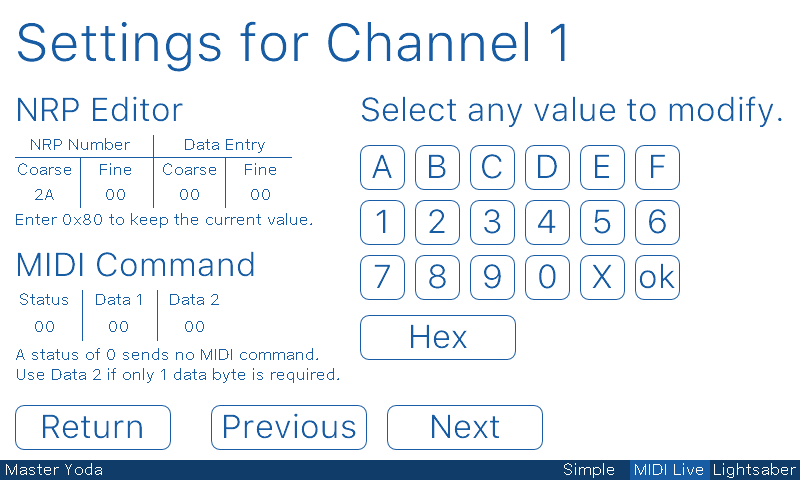 Settings for Channel 1
NRP Editor
NRP Number Data Entry
Coarse Fine Coarse Fine
2A 00 00 00
Enter 0x80 to keep the current value.
MIDI Command
Status Data 1 Data 2
00 00 00
A status of 0 sends no MIDI command.
Use Data 2 if only 1 data byte is required.
Select any value to modify.
A B C D E F
1 2 3 4 5 6
7 8 9 0 X ok
Hex
Return Previous Next
Master Yoda Simple MIDI Live Lightsaber